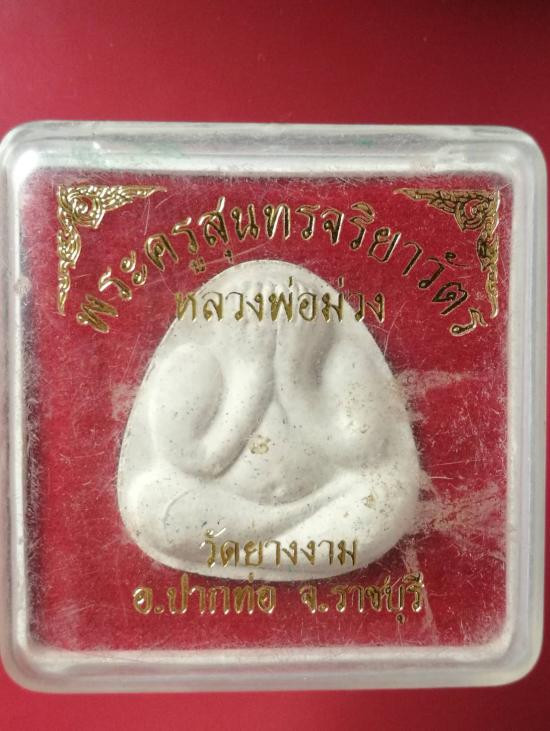 พระครูสุนทรจริยาวัตร
หลวงพ่อม่วง
วัดยางงาม
อ.ปากท่อ จ.ราชบุรี